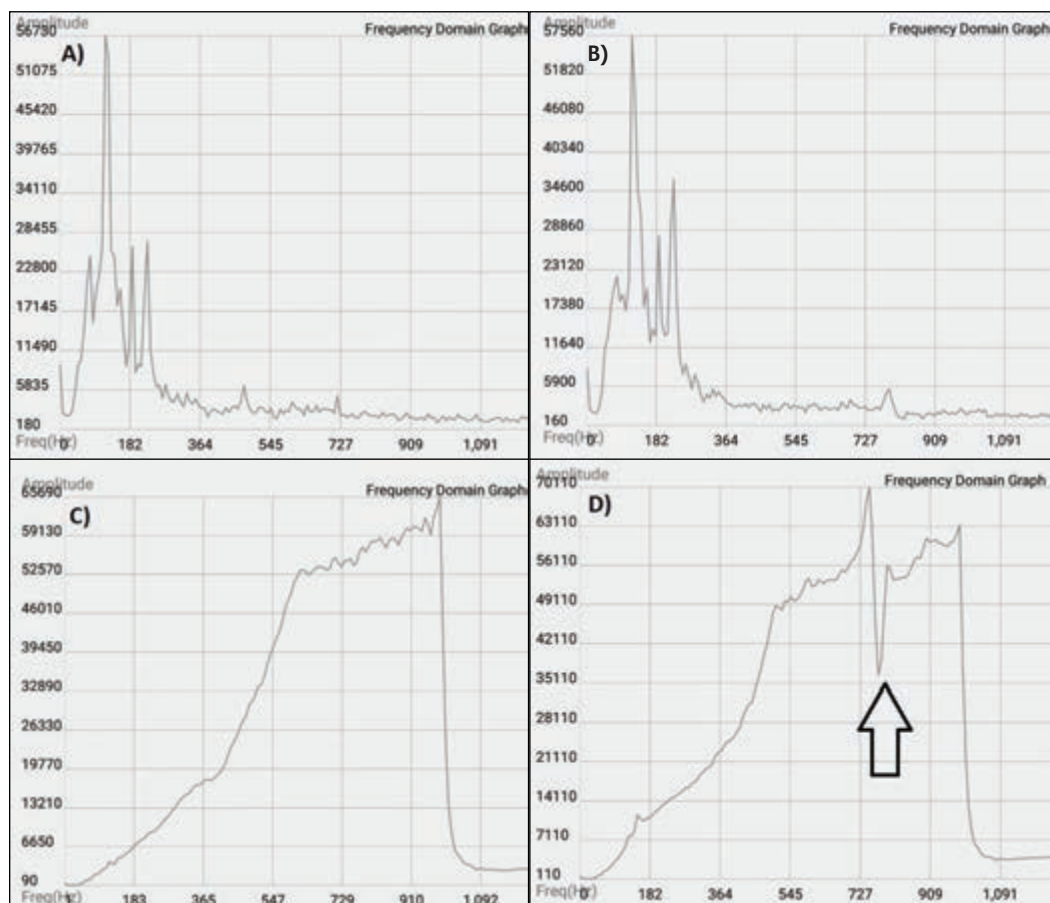 Amplitude
Frequency Domain Graph
A)
56730
51075
45420
39765
34110
28455
22800
17145
11490
5835
180
Freq(Hz)
0 182 364 545 727 909 1,091
Amplitude
Frequency Domain Graph
B)
57560
51820
46080
40340
34600
28860
23120
17380
11640
5900
160
Freq(Hz)
0 182 364 545 727 909 1,091
Amplitude
Frequency Domain Graph
C)
65690
59130
52570
46010
39450
32890
26330
19770
13210
6650
90
Freq(Hz)
183 365 547 729 910 1,092
Amplitude
Frequency Domain Graph
D)
70110
63110
56110
49110
42110
35110
28110
21110
14110
7110
110
Freq(Hz)
0 182 364 545 727 909 1,091